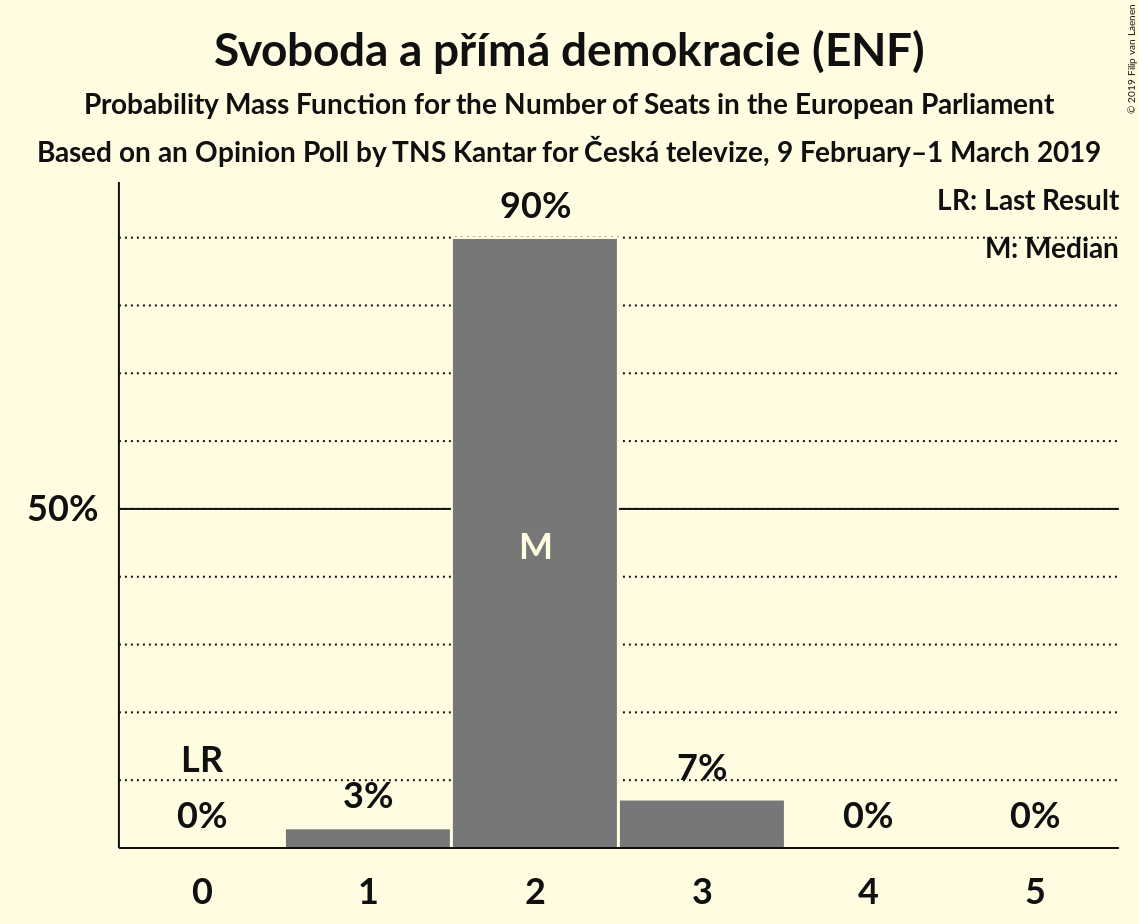 © 2019 Filip van Laenen
Svoboda a přímá demokracie (ENF)
Probability Mass Function for the Number of Seats in the European Parliament
Based on an Opinion Poll by TNS Kantar for Česká televize, 9 February–1 March 2019
LR: Last Result
M: Median
90%
50%
M
LR
0%
3%
7%
0%
0%
0
1
2
3
4
5